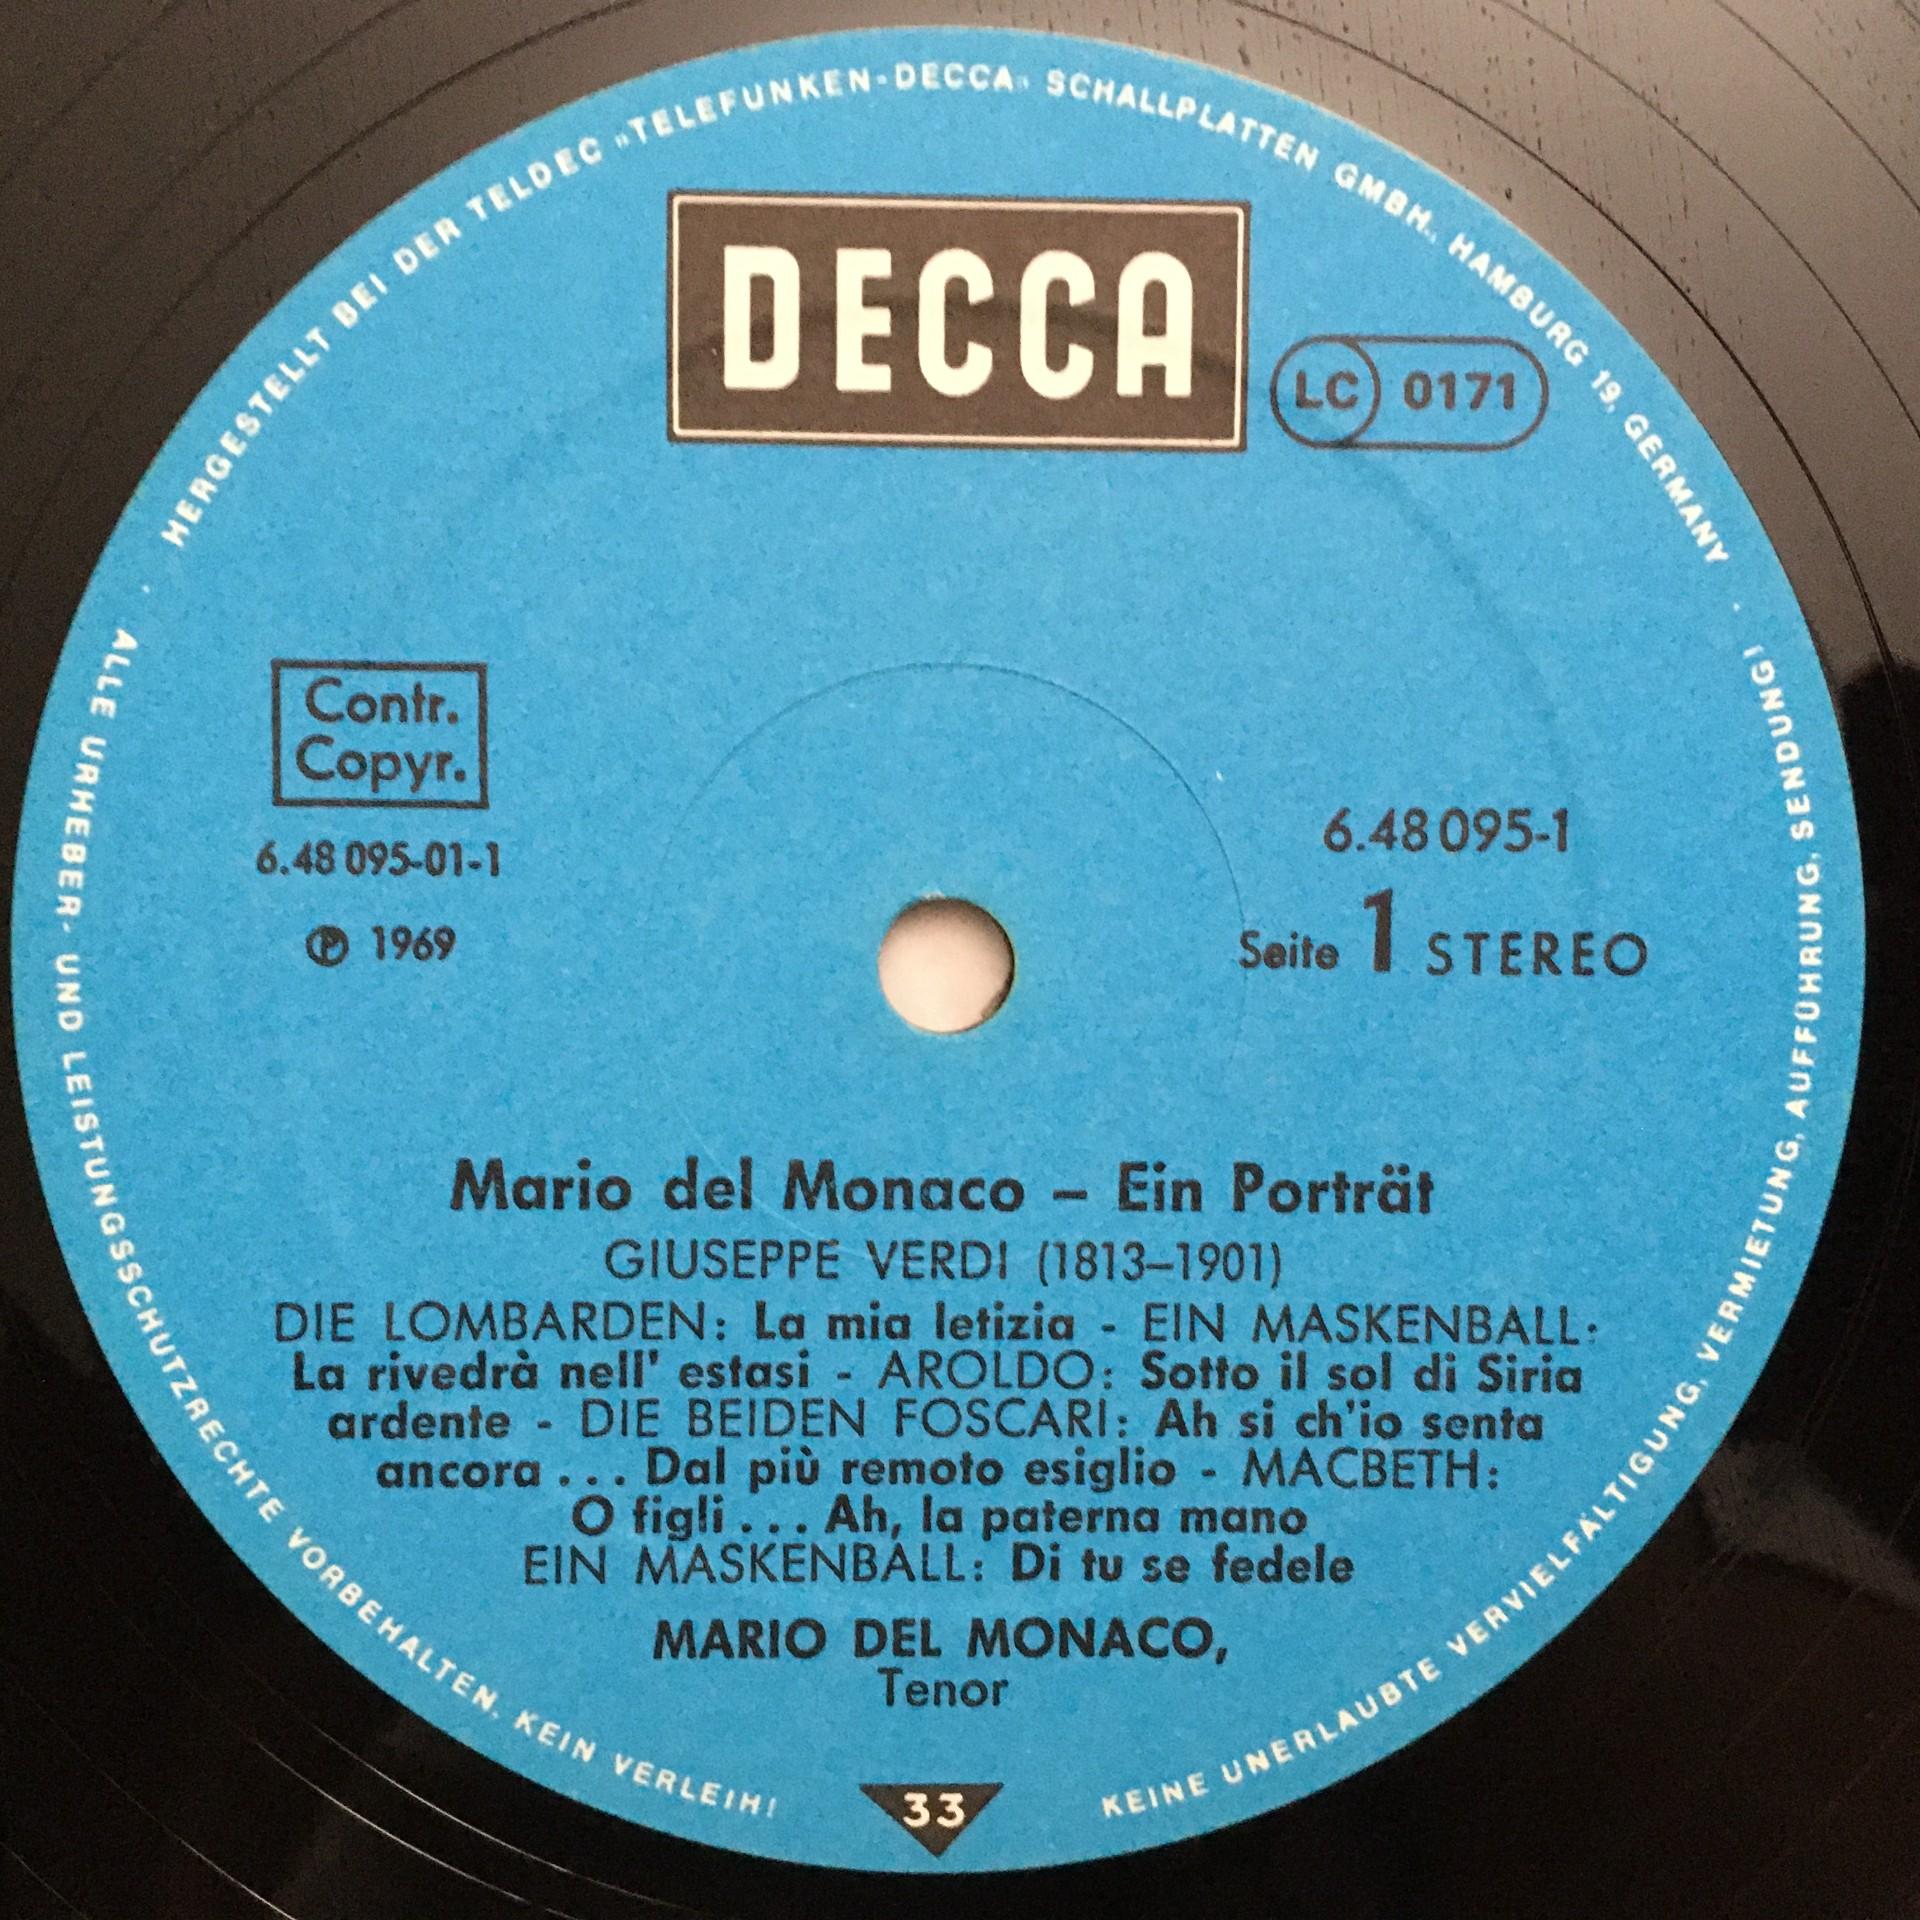 HERGESTELLT BEI DER TELDEC »TELEFUNKEN-DECCA« SCHALLPLATTEN GMBH., HAMBURG 19, GERMANY
DECCA
LC 0171
Contr.
Copyr.
6.48 095-01-1
℗ 1969
6.48 095-1
Seite 1 STEREO
Mario del Monaco – Ein Porträt
GIUSEPPE VERDI (1813–1901)
DIE LOMBARDEN: La mia letizia - EIN MASKENBALL:
La rivedrà nell' estasi - AROLDO: Sotto il sol di Siria
ardente - DIE BEIDEN FOSCARI: Ah si ch'io senta
ancora . . . Dal più remoto esiglio - MACBETH:
O figli . . . Ah, la paterna mano
EIN MASKENBALL: Di tu se fedele
MARIO DEL MONACO,
Tenor
33
· ALLE URHEBER- UND LEISTUNGSSCHUTZRECHTE VORBEHALTEN, KEIN VERLEIH!
KEINE UNERLAUBTE VERVIELFÄLTIGUNG, VERMIETUNG, AUFFÜHRUNG, SENDUNG! ·